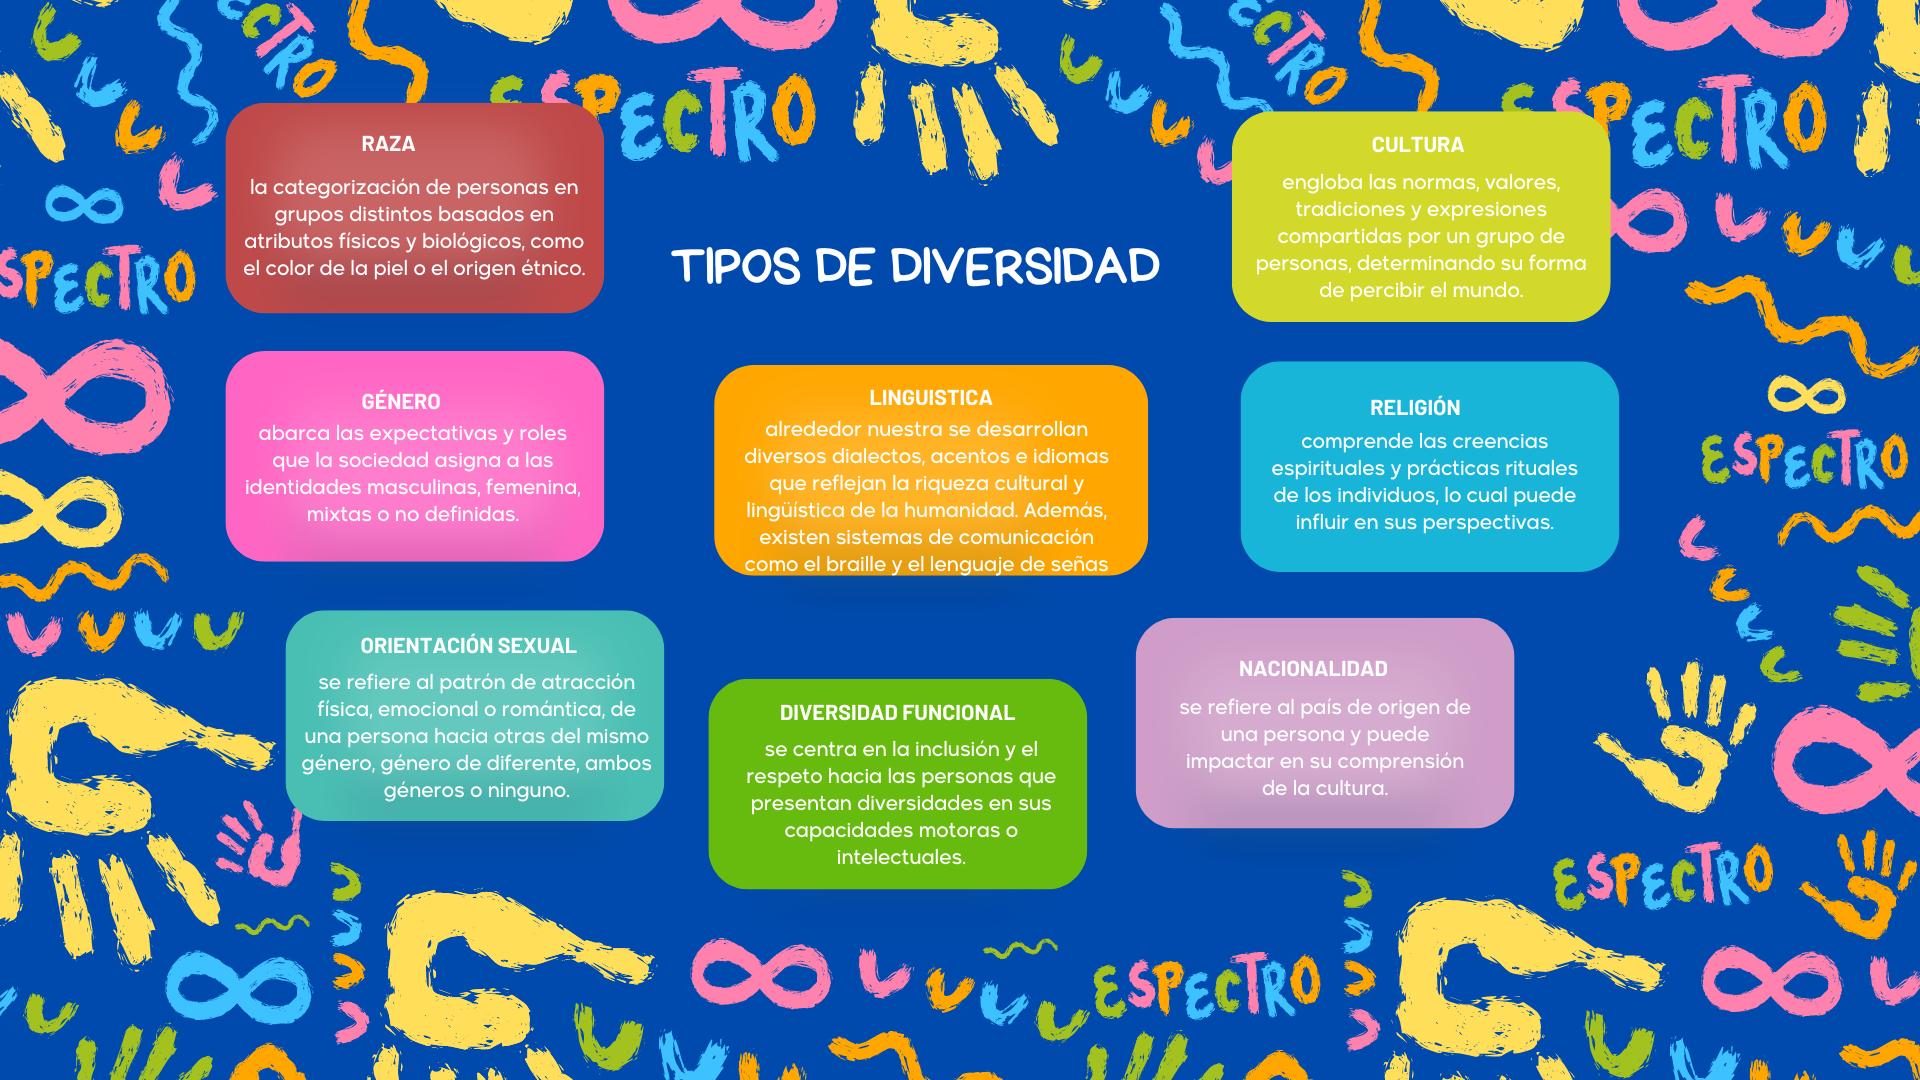 ECTRO
ECTRO
ESPECTRO
ESPECTRO
RAZA
la categorización de personas en
grupos distintos basados en
atributos físicos y biológicos, como
el color de la piel o el origen étnico.
CULTURA
engloba las normas, valores,
tradiciones y expresiones
compartidas por un grupo de
personas, determinando su forma
de percibir el mundo.
SPECTRO
TIPOS DE DIVERSIDAD
GÉNERO
abarca las expectativas y roles
que la sociedad asigna a las
identidades masculinas, femenina,
mixtas o no definidas.
LINGUISTICA
alrededor nuestra se desarrollan
diversos dialectos, acentos e idiomas
que reflejan la riqueza cultural y
lingüística de la humanidad. Además,
existen sistemas de comunicación
como el braille y el lenguaje de señas
RELIGIÓN
comprende las creencias
espirituales y prácticas rituales
de los individuos, lo cual puede
influir en sus perspectivas.
ESPECTRO
ORIENTACIÓN SEXUAL
se refiere al patrón de atracción
física, emocional o romántica, de
una persona hacia otras del mismo
género, género de diferente, ambos
géneros o ninguno.
DIVERSIDAD FUNCIONAL
se centra en la inclusión y el
respeto hacia las personas que
presentan diversidades en sus
capacidades motoras o
intelectuales.
NACIONALIDAD
se refiere al país de origen de
una persona y puede
impactar en su comprensión
de la cultura.
ESPECTRO
ESPECTRO